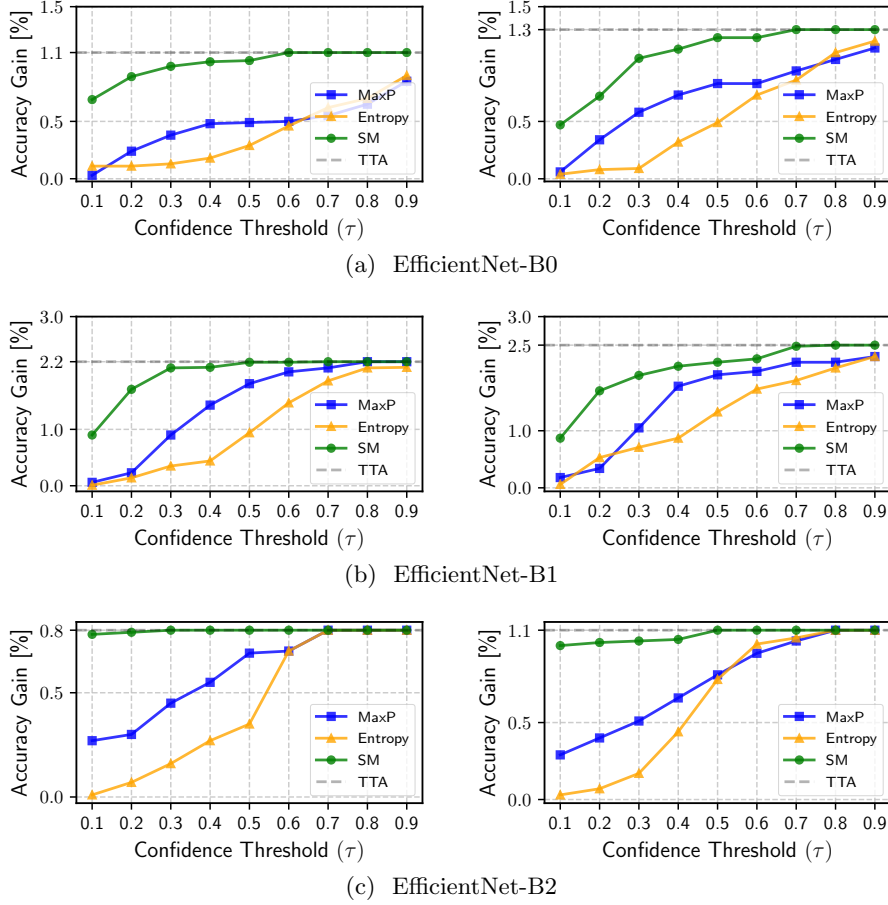 Accuracy Gain [%]
1.5
1.1
0.5
0.0
MaxP
Entropy
SM
TTA
0.1 0.2 0.3 0.4 0.5 0.6 0.7 0.8 0.9
Confidence Threshold (τ)
Accuracy Gain [%]
1.5
1.3
0.5
0.0
MaxP
Entropy
SM
TTA
0.1 0.2 0.3 0.4 0.5 0.6 0.7 0.8 0.9
Confidence Threshold (τ)
(a) EfficientNet-B0
Accuracy Gain [%]
3.0
2.2
1.0
0.0
MaxP
Entropy
SM
TTA
0.1 0.2 0.3 0.4 0.5 0.6 0.7 0.8 0.9
Confidence Threshold (τ)
Accuracy Gain [%]
3.0
2.5
1.0
0.0
MaxP
Entropy
SM
TTA
0.1 0.2 0.3 0.4 0.5 0.6 0.7 0.8 0.9
Confidence Threshold (τ)
(b) EfficientNet-B1
Accuracy Gain [%]
0.8
0.5
0.0
MaxP
Entropy
SM
TTA
0.1 0.2 0.3 0.4 0.5 0.6 0.7 0.8 0.9
Confidence Threshold (τ)
Accuracy Gain [%]
1.1
0.5
0.0
MaxP
Entropy
SM
TTA
0.1 0.2 0.3 0.4 0.5 0.6 0.7 0.8 0.9
Confidence Threshold (τ)
(c) EfficientNet-B2